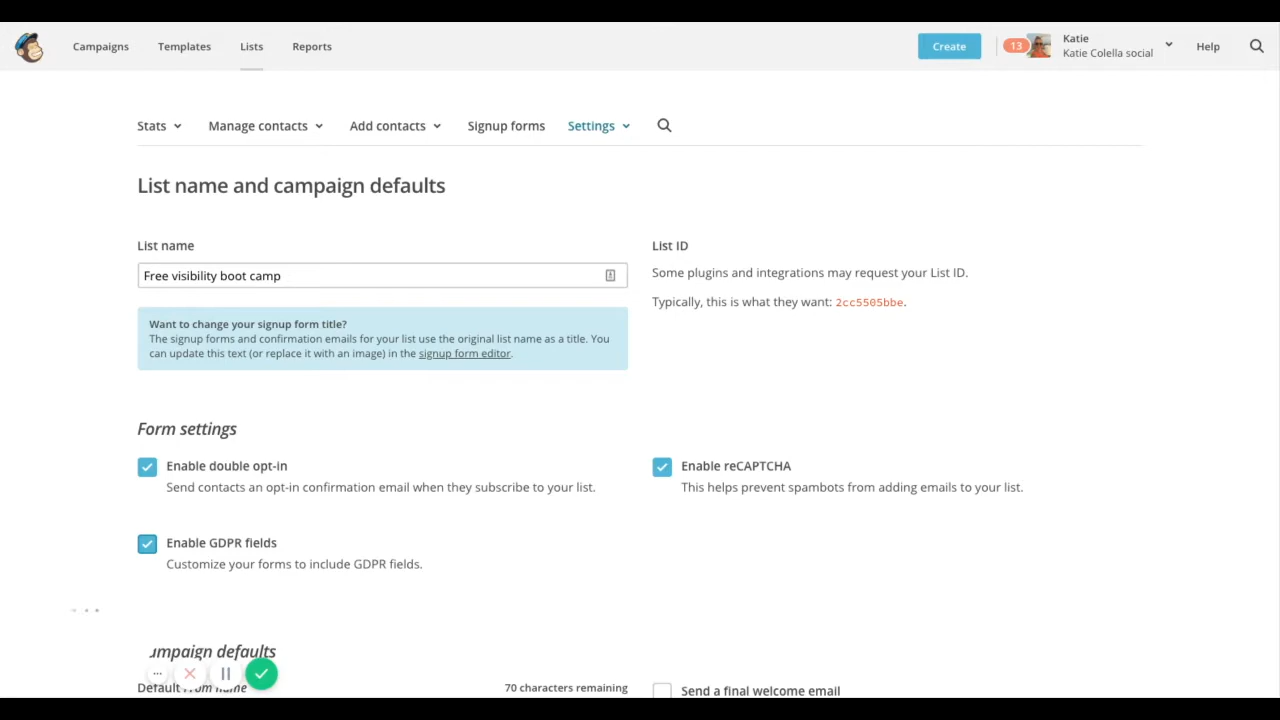 Campaigns Templates Lists Reports Create 13 Katie Help
Katie Colella social
Stats Manage contacts Add contacts Signup forms Settings
List name and campaign defaults
List name
Free visibility boot camp
Want to change your signup form title?
The signup forms and confirmation emails for your list use the original list name as a title. You
can update this text (or replace it with an image) in the signup form editor.
List ID
Some plugins and integrations may request your List ID.
Typically, this is what they want: 2cc5505bbe.
Form settings
Enable double opt-in
Send contacts an opt-in confirmation email when they subscribe to your list.
Enable reCAPTCHA
This helps prevent spambots from adding emails to your list.
Enable GDPR fields
Customize your forms to include GDPR fields.
umpaign defaults
Default From name 70 characters remaining
Send a final welcome email